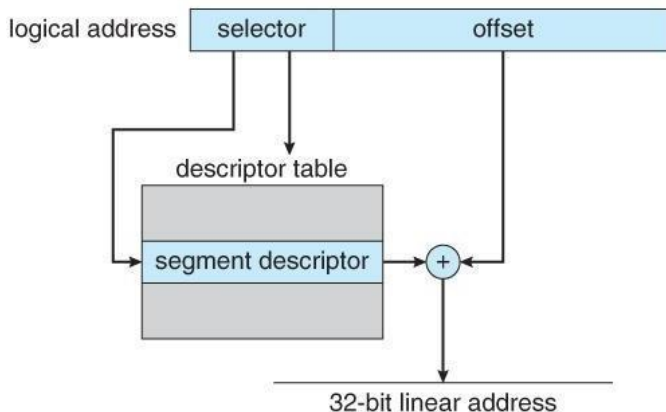 logical address selector offset
descriptor table
segment descriptor +
32-bit linear address